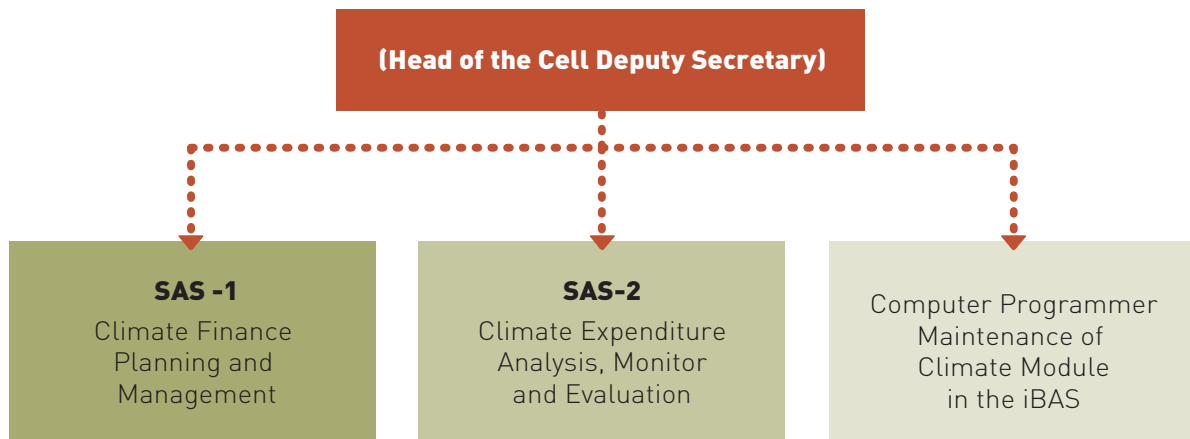 (Head of the Cell Deputy Secretary)
SAS -1
Climate Finance
Planning and
Management
SAS-2
Climate Expenditure
Analysis, Monitor
and Evaluation
Computer Programmer
Maintenance of
Climate Module
in the iBAS